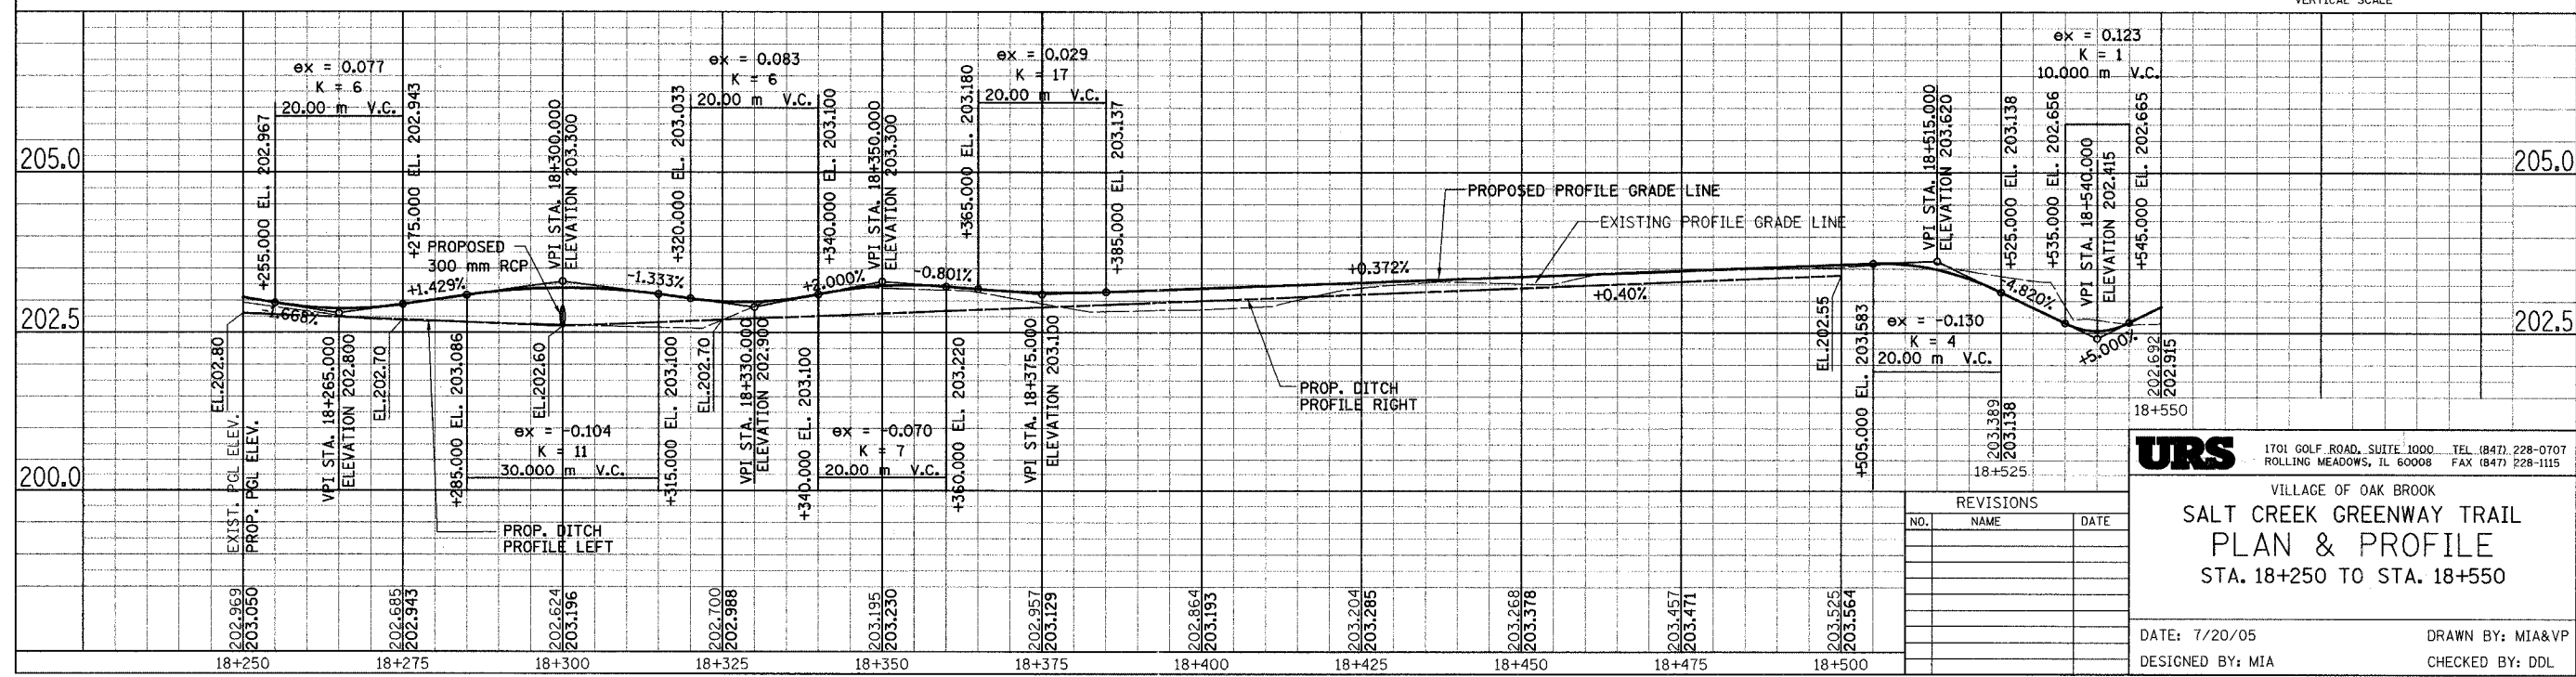 VERTICAL SCALE
ex = 0.077
K = 6
20.00 m V.C.
+255.000 EL. 202.967
+275.000 EL. 202.943
VPI STA. 18+300.000
ELEVATION 203.300
ex = 0.083
K = 6
20.00 m V.C.
+320.000 EL. 203.033
+340.000 EL. 203.100
VPI STA. 18+350.000
ELEVATION 203.300
ex = 0.029
K = 17
20.00 m V.C.
+365.000 EL. 203.180
+385.000 EL. 203.137
VPI STA. 18+515.000
ELEVATION 203.620
+525.000 EL. 203.138
ex = 0.123
K = 1
10.000 m V.C.
+535.000 EL. 202.656
VPI STA. 18+540.000
ELEVATION 202.415
+545.000 EL. 202.665
205.0
205.0
PROPOSED PROFILE GRADE LINE
EXISTING PROFILE GRADE LINE
PROPOSED
300 mm RCP
-1.668%
+1.429%
-1.333%
+2.000%
-0.801%
+0.372%
+0.40%
-4.820%
+5.000%
202.5
202.5
EL.202.80
EXIST. PGL ELEV.
PROP. PGL ELEV.
VPI STA. 18+265.000
ELEVATION 202.800
EL.202.70
+285.000 EL. 203.086
EL.202.60
ex = -0.104
K = 11
30.000 m V.C.
+315.000 EL. 203.100
EL.202.70
VPI STA. 18+330.000
ELEVATION 202.900
+340.000 EL. 203.100
ex = -0.070
K = 7
20.00 m V.C.
+360.000 EL. 203.220
VPI STA. 18+375.000
ELEVATION 203.100
PROP. DITCH
PROFILE RIGHT
EL.202.55
+505.000 EL. 203.583
ex = -0.130
K = 4
20.00 m V.C.
203.389
203.138
18+525
202.692
202.915
18+550
200.0
PROP. DITCH
PROFILE LEFT
202.969
203.050
202.685
202.943
202.624
203.196
202.700
202.988
203.195
203.230
202.957
203.129
202.864
203.193
203.204
203.285
203.268
203.378
203.457
203.471
203.525
203.564
18+250
18+275
18+300
18+325
18+350
18+375
18+400
18+425
18+450
18+475
18+500
REVISIONS
NO. NAME DATE
URS
1701 GOLF ROAD, SUITE 1000 TEL (847) 228-0707
ROLLING MEADOWS, IL 60008 FAX (847) 228-1115
VILLAGE OF OAK BROOK
SALT CREEK GREENWAY TRAIL
PLAN & PROFILE
STA. 18+250 TO STA. 18+550
DATE: 7/20/05 DRAWN BY: MIA&VP
DESIGNED BY: MIA CHECKED BY: DDL